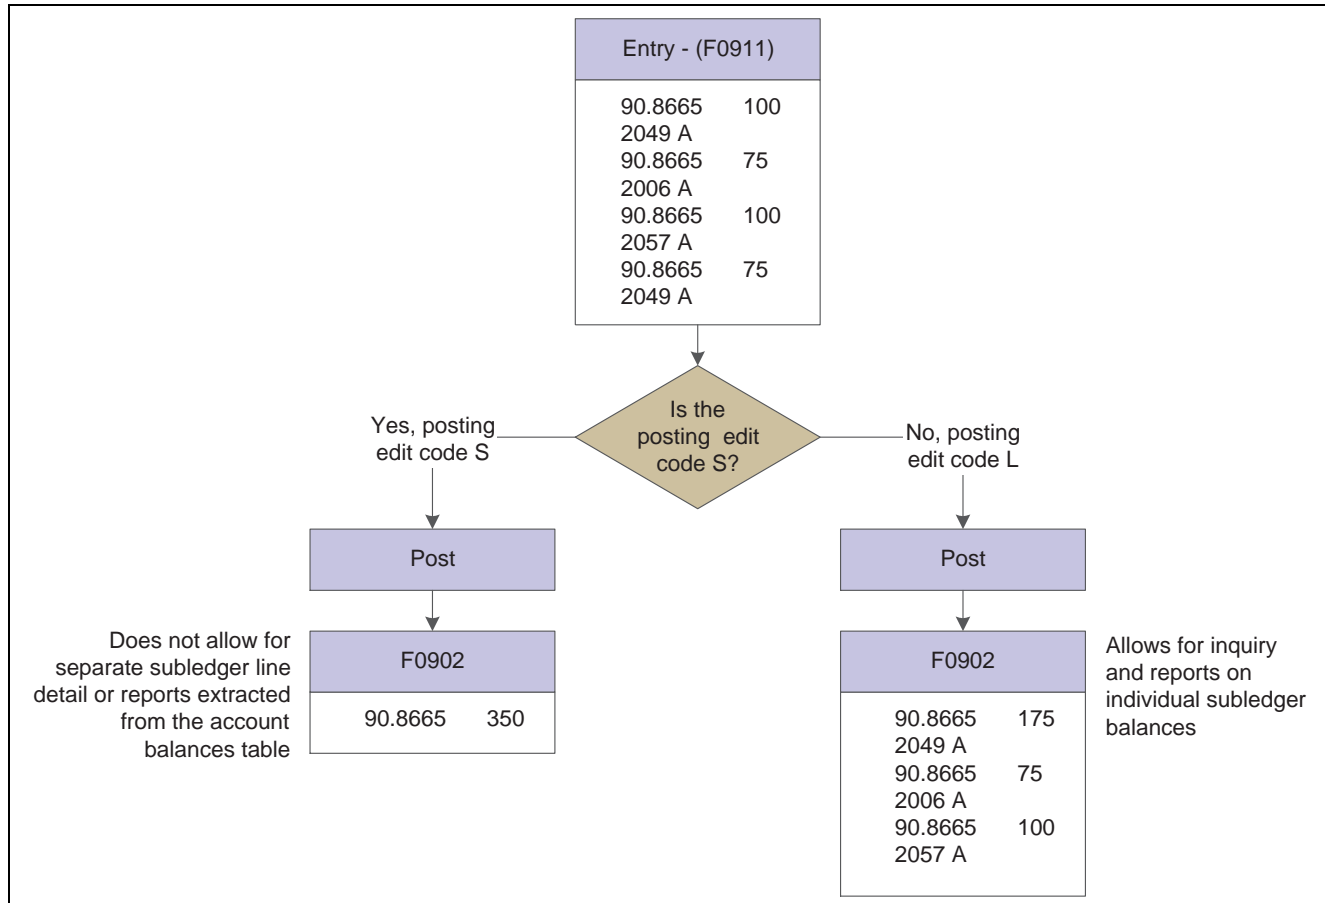 Entry - (F0911)
90.8665 100
2049 A
90.8665 75
2006 A
90.8665 100
2057 A
90.8665 75
2049 A
Is the
posting edit
code S?
Yes, posting
edit code S
No, posting
edit code L
Post
Post
Does not allow for
separate subledger line
detail or reports extracted
from the account
balances table
F0902
90.8665 350
F0902
90.8665 175
2049 A
90.8665 75
2006 A
90.8665 100
2057 A
Allows for inquiry
and reports on
individual subledger
balances